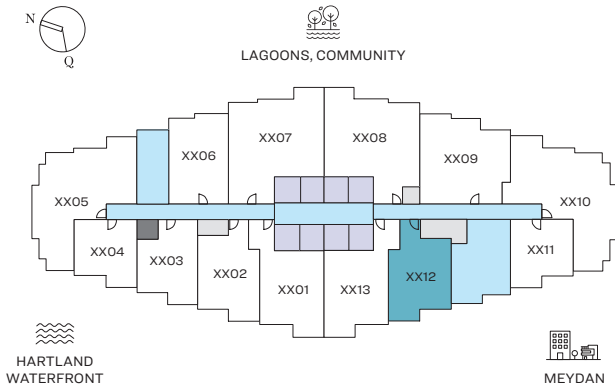 N
Q
LAGOONS, COMMUNITY
XX07
XX08
XX06
XX09
XX05
XX10
XX04
XX03
XX02
XX01
XX13
XX12
XX11
HARTLAND
WATERFRONT
MEYDAN